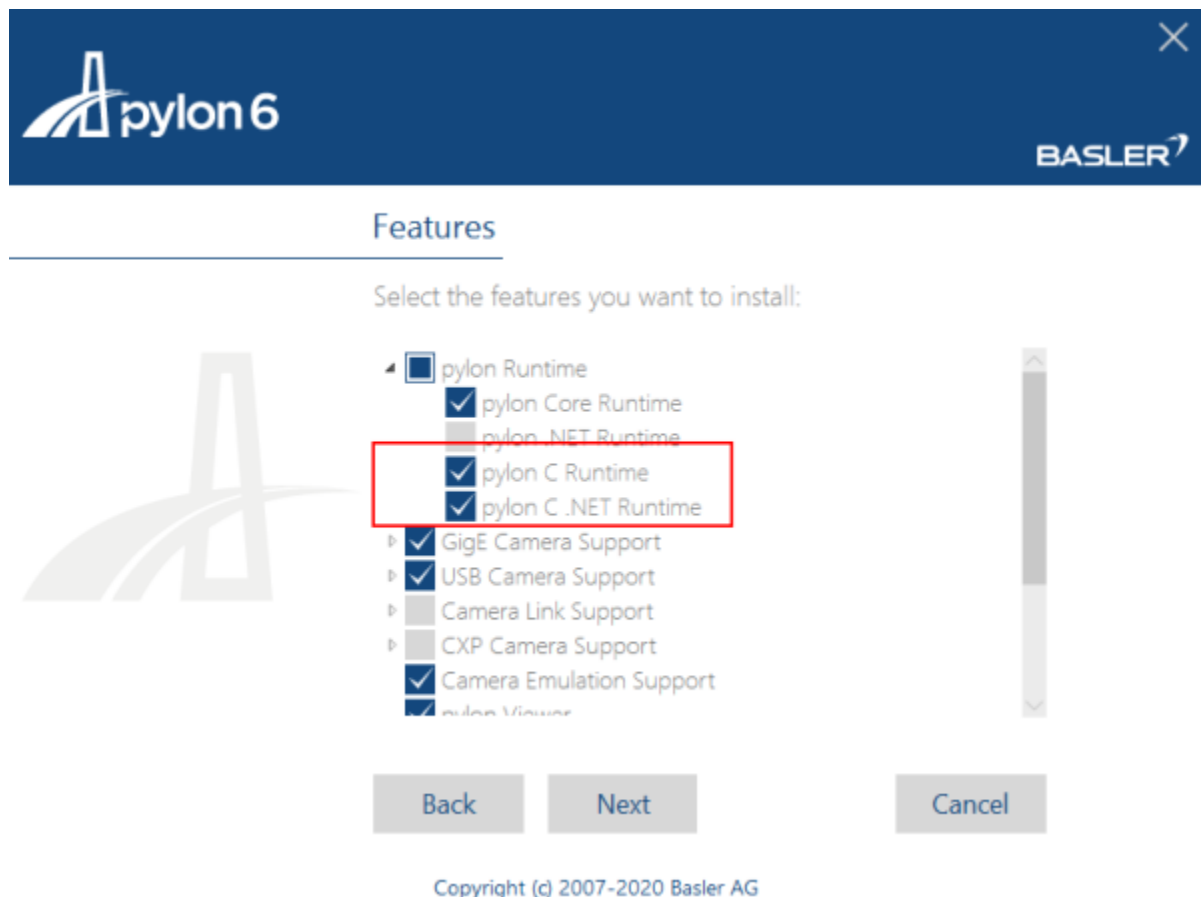 pylon 6
BASLER
Features
Select the features you want to install:
pylon Runtime
pylon Core Runtime
pylon .NET Runtime
pylon C Runtime
pylon C .NET Runtime
GigE Camera Support
USB Camera Support
Camera Link Support
CXP Camera Support
Camera Emulation Support
pylon Viewer
Back Next Cancel
Copyright (c) 2007-2020 Basler AG